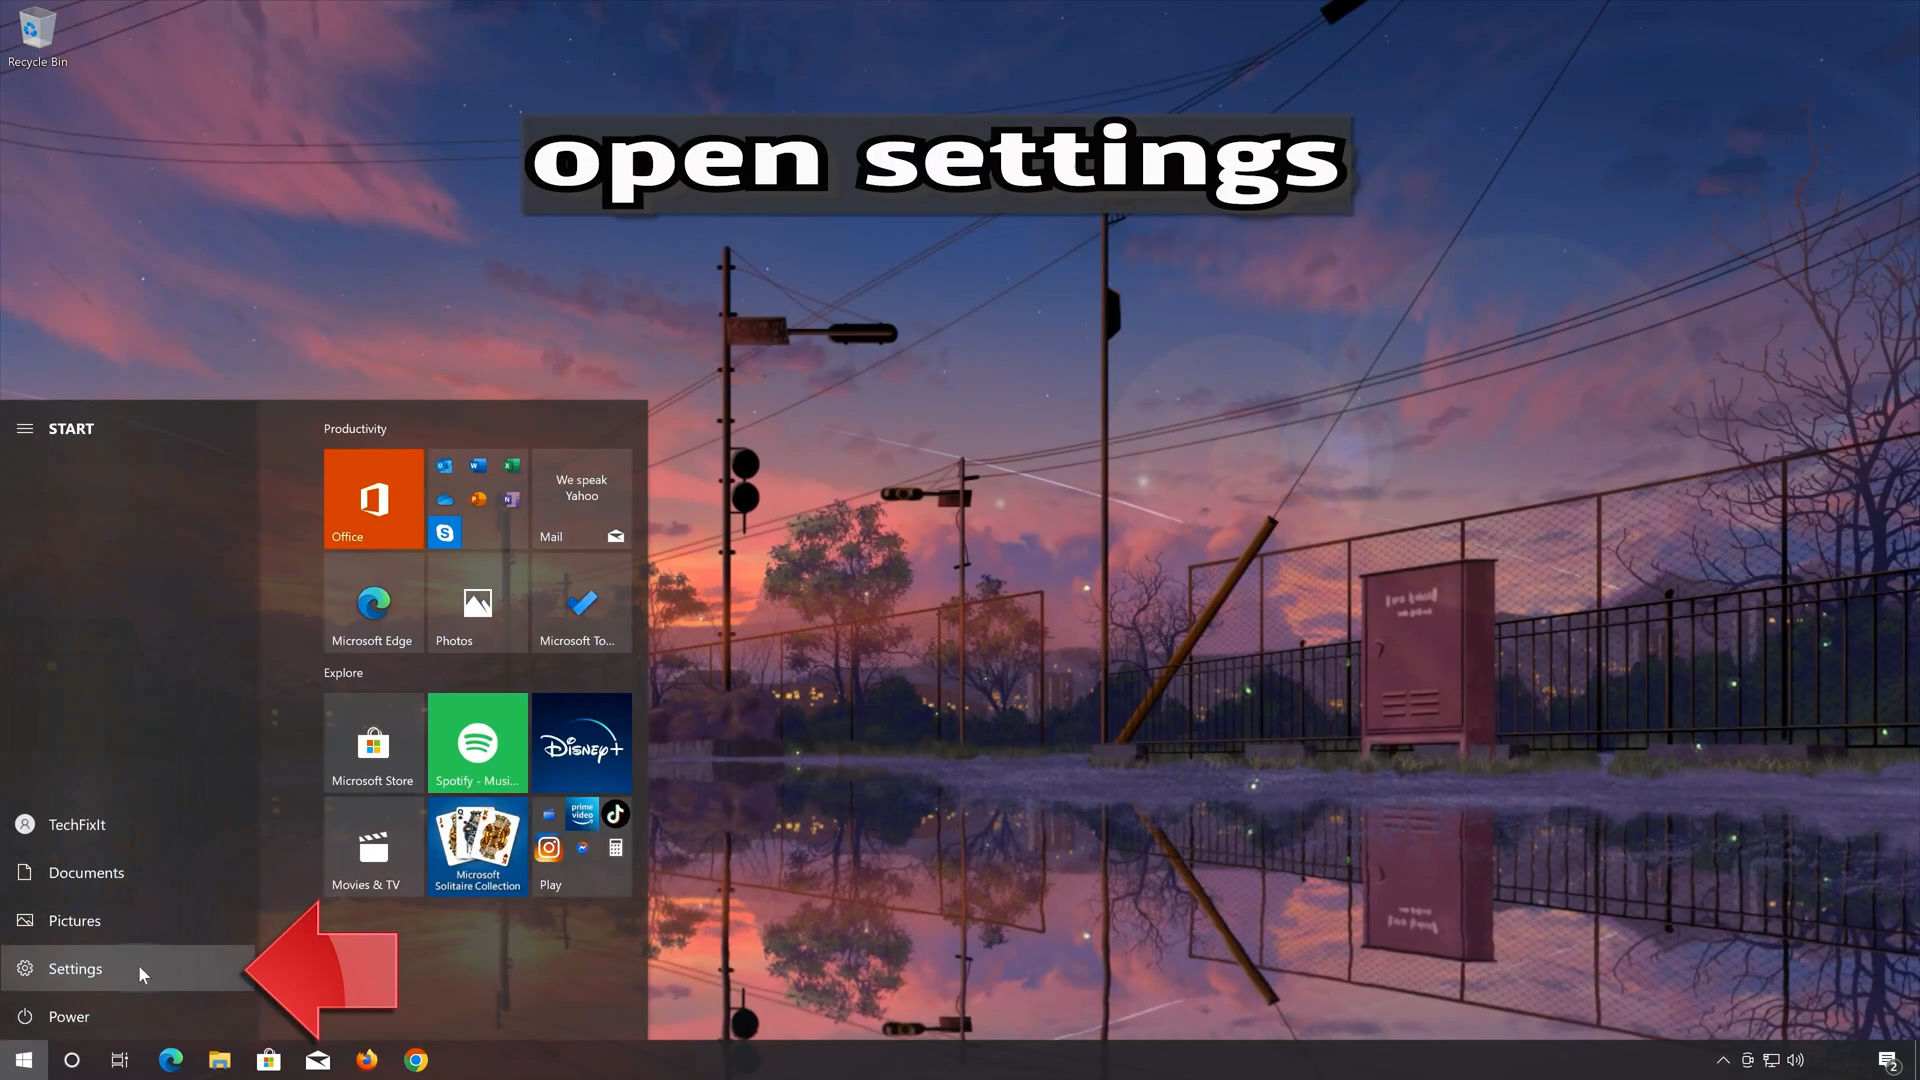 Recycle Bin
open settings
START
Productivity
Office
We speak
Yahoo
Mail
Microsoft Edge
Photos
Microsoft To...
Explore
Microsoft Store
Spotify - Musi...
Disney+
Movies & TV
Microsoft
Solitaire Collection
prime
video
Play
TechFixIt
Documents
Pictures
Settings
Power
2